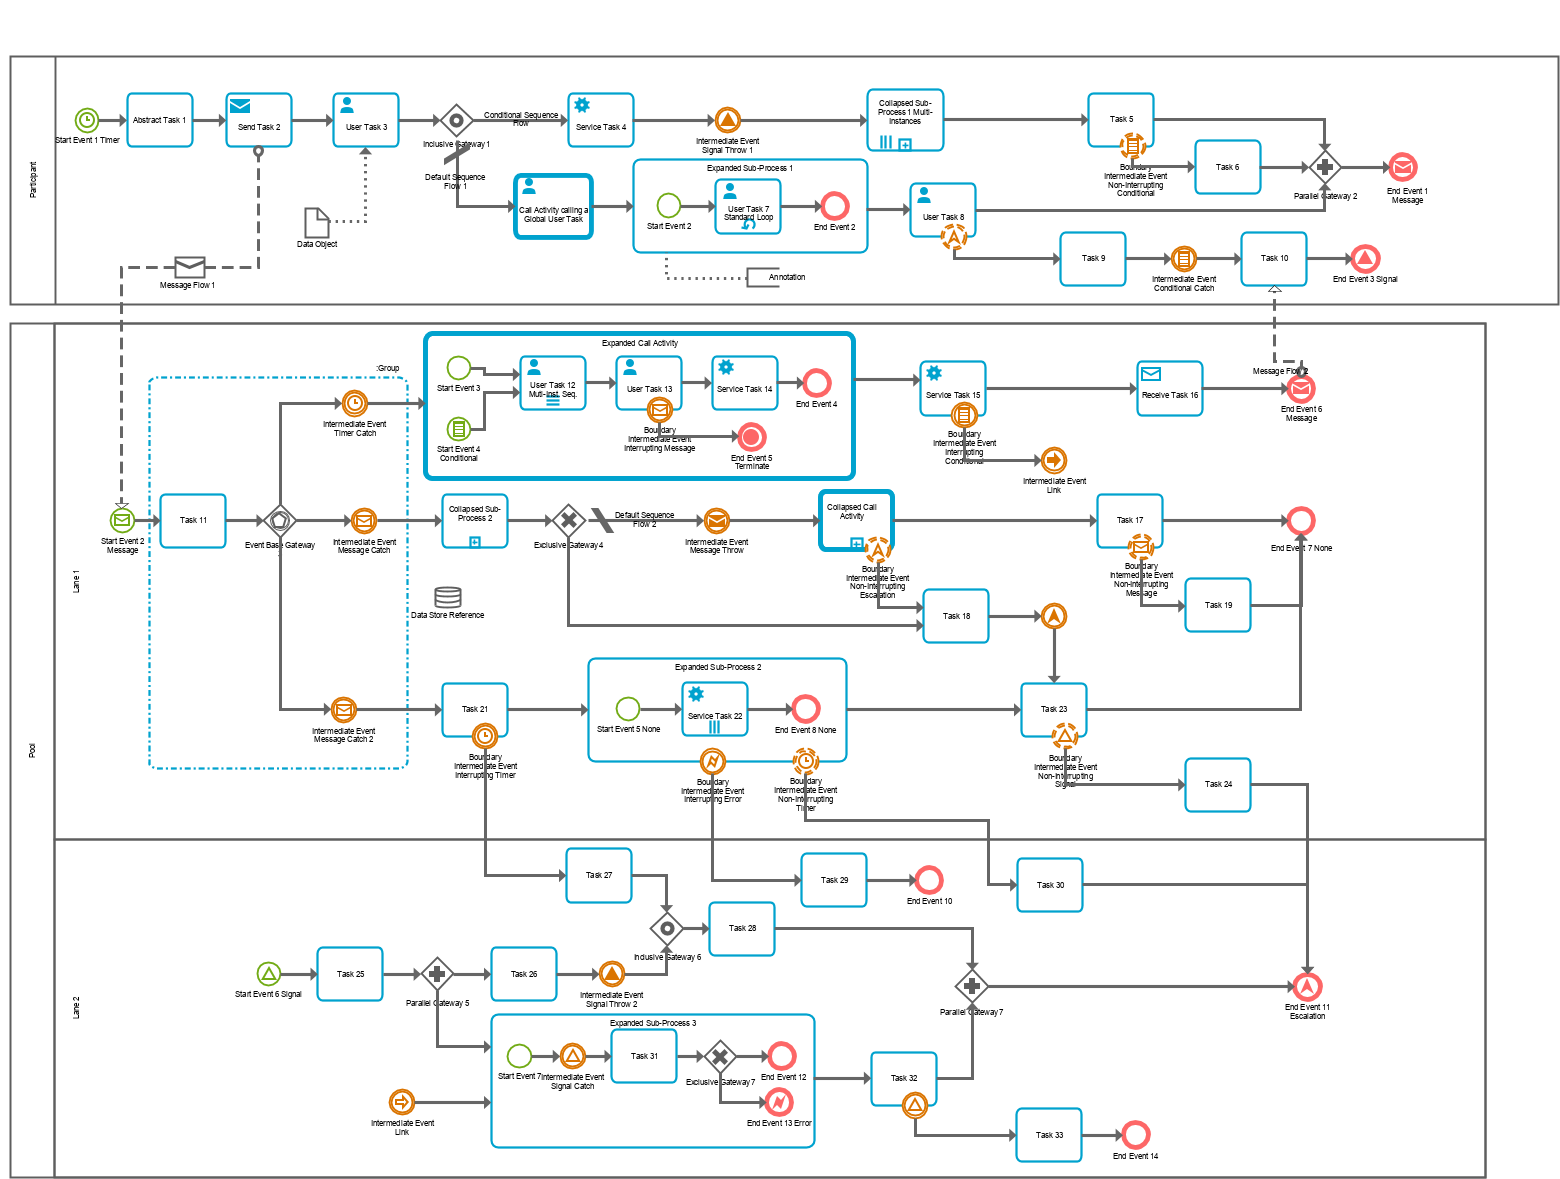 Participant
Start Event 1 Timer
Abstract Task 1
Send Task 2
User Task 3
Inclusive Gateway 1
Conditional Sequence
Flow
Service Task 4
Intermediate Event
Signal Throw 1
Collapsed Sub-
Process 1 Multi-
Instances
Task 5
Boundary
Intermediate Event
Non-Interrupting
Conditional
Task 6
Parallel Gateway 2
End Event 1
Message
Default Sequence
Flow 1
Call Activity calling a
Global User Task
Expanded Sub-Process 1
Start Event 2
User Task 7
Standard Loop
End Event 2
User Task 8
Data Object
Annotation
Task 9
Intermediate Event
Conditional Catch
Task 10
End Event 3 Signal
Message Flow 1
Pool
Lane 1
:Group
Expanded Call Activity
Start Event 3
Start Event 4
Conditional
User Task 12
Muti-Inst. Seq.
User Task 13
Service Task 14
End Event 4
Boundary
Intermediate Event
Interrupting Message
End Event 5
Terminate
Service Task 15
Boundary
Intermediate Event
Interrupting
Conditional
Intermediate Event
Link
Receive Task 16
Message Flow 2
End Event 6
Message
Intermediate Event
Timer Catch
Start Event 2
Message
Task 11
Event Base Gateway
Intermediate Event
Message Catch
Collapsed Sub-
Process 2
Exclusive Gateway 4
Default Sequence
Flow 2
Intermediate Event
Message Throw
Collapsed Call
Activity
Boundary
Intermediate Event
Non-Interrupting
Escalation
Task 17
Boundary
Intermediate Event
Non-Interrupting
Message
End Event 7 None
Task 18
Task 19
Data Store Reference
Intermediate Event
Message Catch 2
Task 21
Boundary
Intermediate Event
Interrupting Timer
Expanded Sub-Process 2
Start Event 5 None
Service Task 22
End Event 8 None
Boundary
Intermediate Event
Interrupting Error
Boundary
Intermediate Event
Non-Interrupting
Timer
Task 23
Boundary
Intermediate Event
Non-Interrupting
Signal
Task 24
Lane 2
Task 27
Task 29
End Event 10
Task 30
Inclusive Gateway 6
Task 28
Start Event 6 Signal
Task 25
Parallel Gateway 5
Task 26
Intermediate Event
Signal Throw 2
Parallel Gateway 7
End Event 11
Escalation
Expanded Sub-Process 3
Start Event 7
Intermediate Event
Signal Catch
Task 31
Exclusive Gateway 7
End Event 12
End Event 13 Error
Intermediate Event
Link
Task 32
Task 33
End Event 14